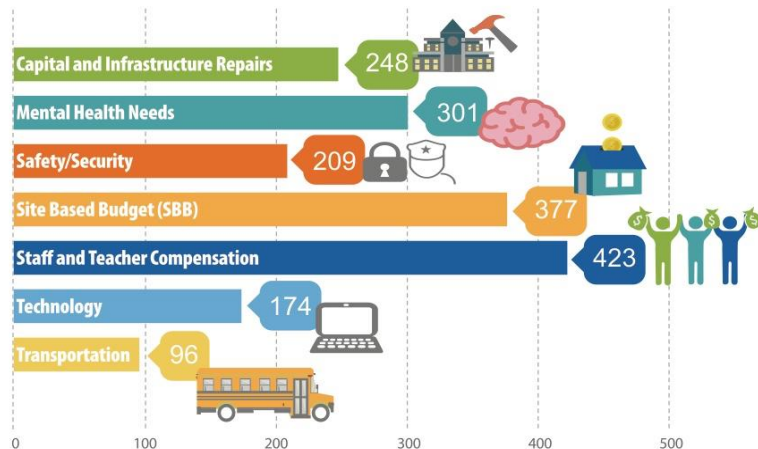 Capital and Infrastructure Repairs 248
Mental Health Needs 301
Safety/Security 209
Site Based Budget (SBB) 377
Staff and Teacher Compensation 423
Technology 174
Transportation 96
0 100 200 300 400 500